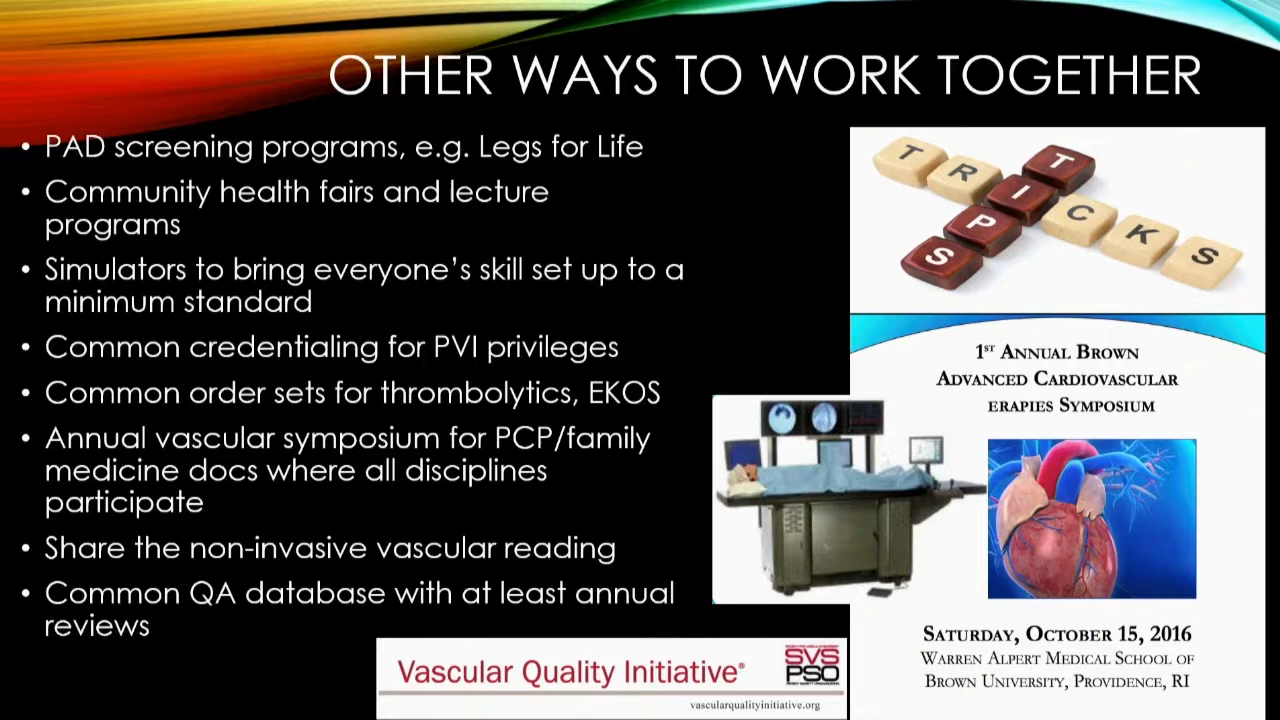 OTHER WAYS TO WORK TOGETHER
• PAD screening programs, e.g. Legs for Life
• Community health fairs and lecture
programs
• Simulators to bring everyone's skill set up to a
minimum standard
• Common credentialing for PVI privileges
• Common order sets for thrombolytics, EKOS
• Annual vascular symposium for PCP/family
medicine docs where all disciplines
participate
• Share the non-invasive vascular reading
• Common QA database with at least annual
reviews
TRICKS
TIPS
1ST ANNUAL BROWN
ADVANCED CARDIOVASCULAR
ERAPIES SYMPOSIUM
SATURDAY, OCTOBER 15, 2016
WARREN ALPERT MEDICAL SCHOOL OF
BROWN UNIVERSITY, PROVIDENCE, RI
Vascular Quality Initiative®
SVS
PSO
vascularqualityinitiative.org